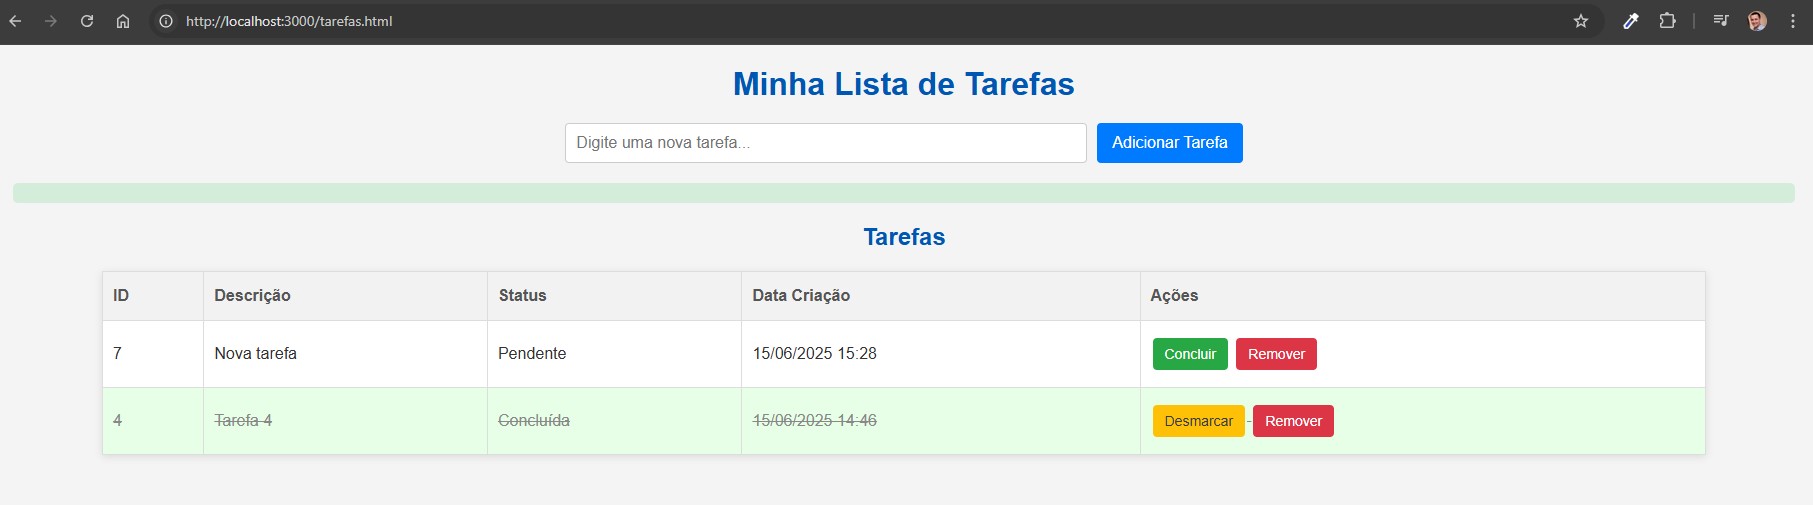 http://localhost:3000/tarefas.html
Minha Lista de Tarefas
Digite uma nova tarefa...
Adicionar Tarefa
Tarefas
ID Descrição Status Data Criação Ações
7 Nova tarefa Pendente 15/06/2025 15:28 Concluir Remover
4 Tarefa 4 Concluída 15/06/2025 14:46 Desmarcar Remover